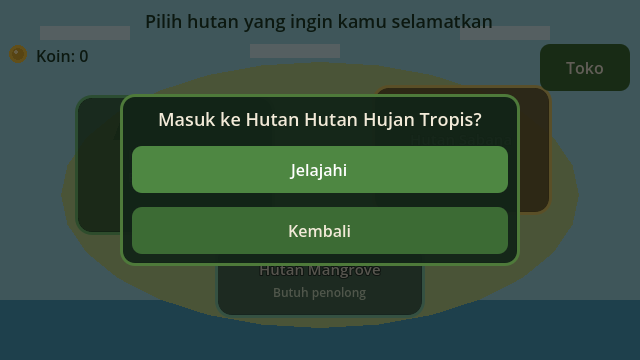 Pilih hutan yang ingin kamu selamatkan
Koin: 0
Toko
Masuk ke Hutan Hutan Hujan Tropis?
Jelajahi
Kembali
Hutan Mangrove
Butuh penolong